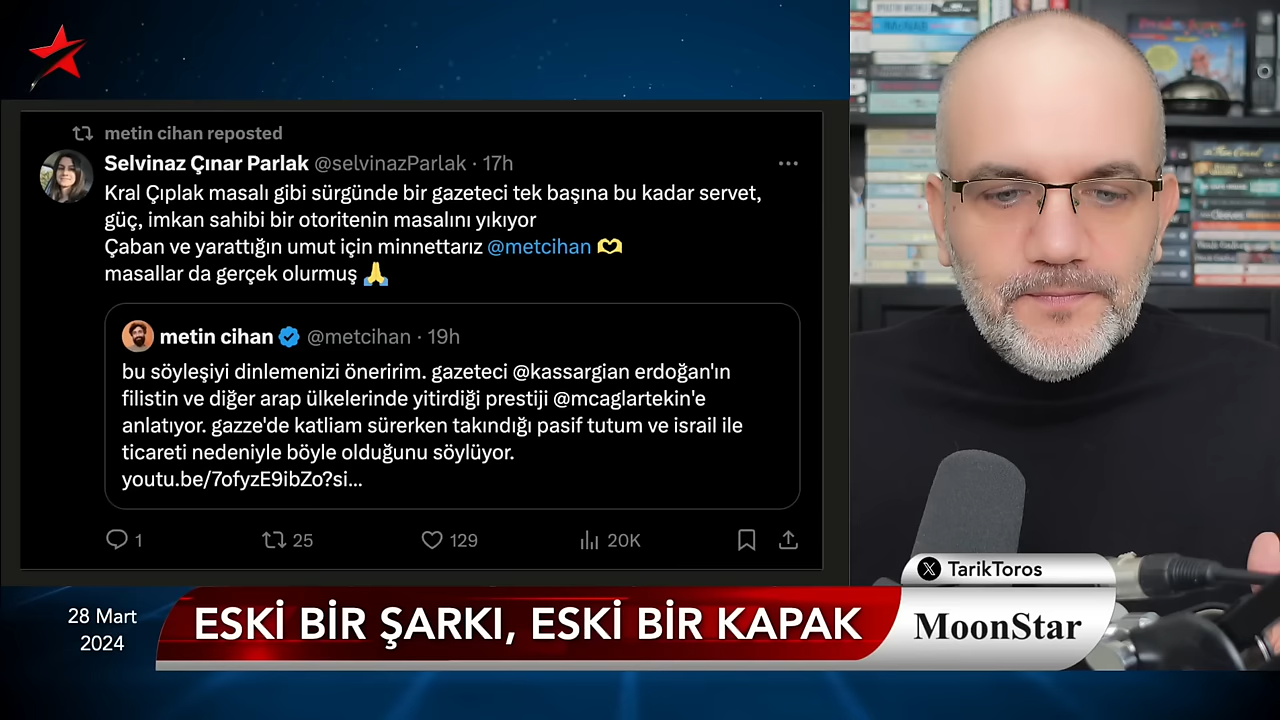 metin cihan reposted
Selvinaz Çınar Parlak @selvinazParlak · 17h
Kral Çıplak masalı gibi sürgünde bir gazeteci tek başına bu kadar servet,
güç, imkan sahibi bir otoritenin masalını yıkıyor
Çaban ve yarattığın umut için minnettarız @metcihan 🫶
masallar da gerçek olurmuş 🙏
metin cihan @metcihan · 19h
bu söyleşiyi dinlemenizi öneririm. gazeteci @kassargian erdoğan'ın
filistin ve diğer arap ülkelerinde yitirdiği prestiji @mcaglartekin'e
anlatıyor. gazze'de katliam sürerken takındığı pasif tutum ve israil ile
ticareti nedeniyle böyle olduğunu söylüyor.
youtu.be/7ofyzE9ibZo?si...
1 25 129 20K
TarikToros
28 Mart
2024
ESKİ BİR ŞARKI, ESKİ BİR KAPAK
MoonStar